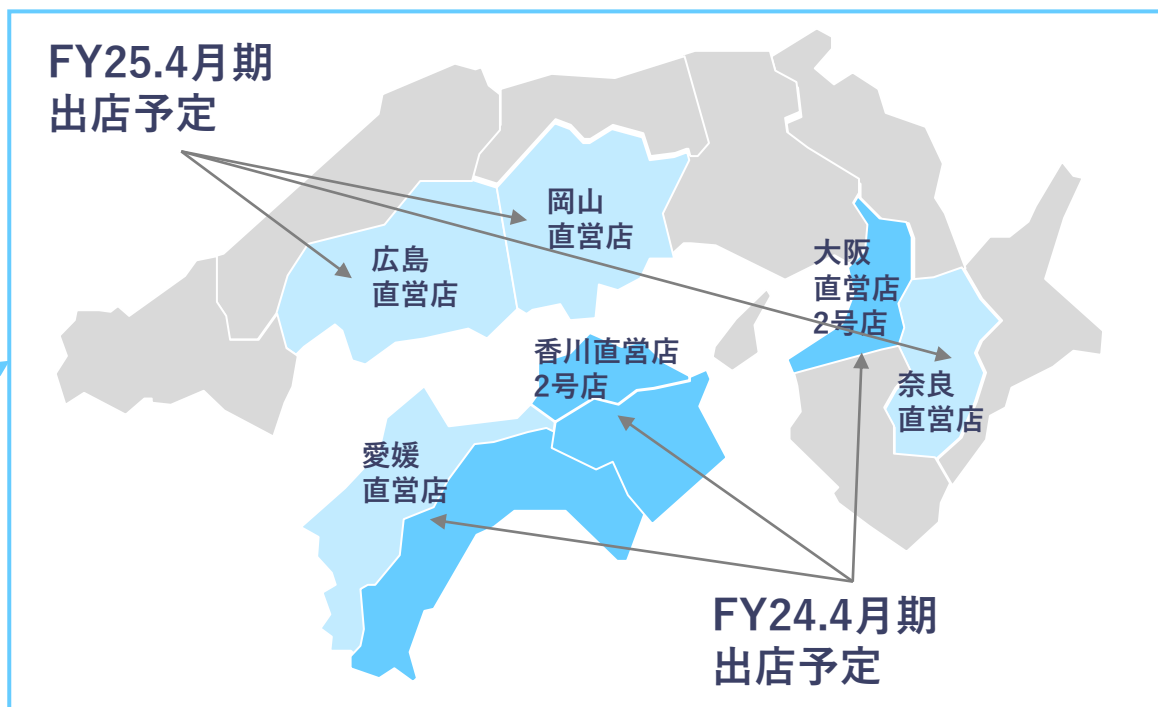 FY25.4月期
出店予定
岡山
直営店
広島
直営店
大阪
直営店
2号店
香川直営店
2号店
奈良
直営店
愛媛
直営店
FY24.4月期
出店予定